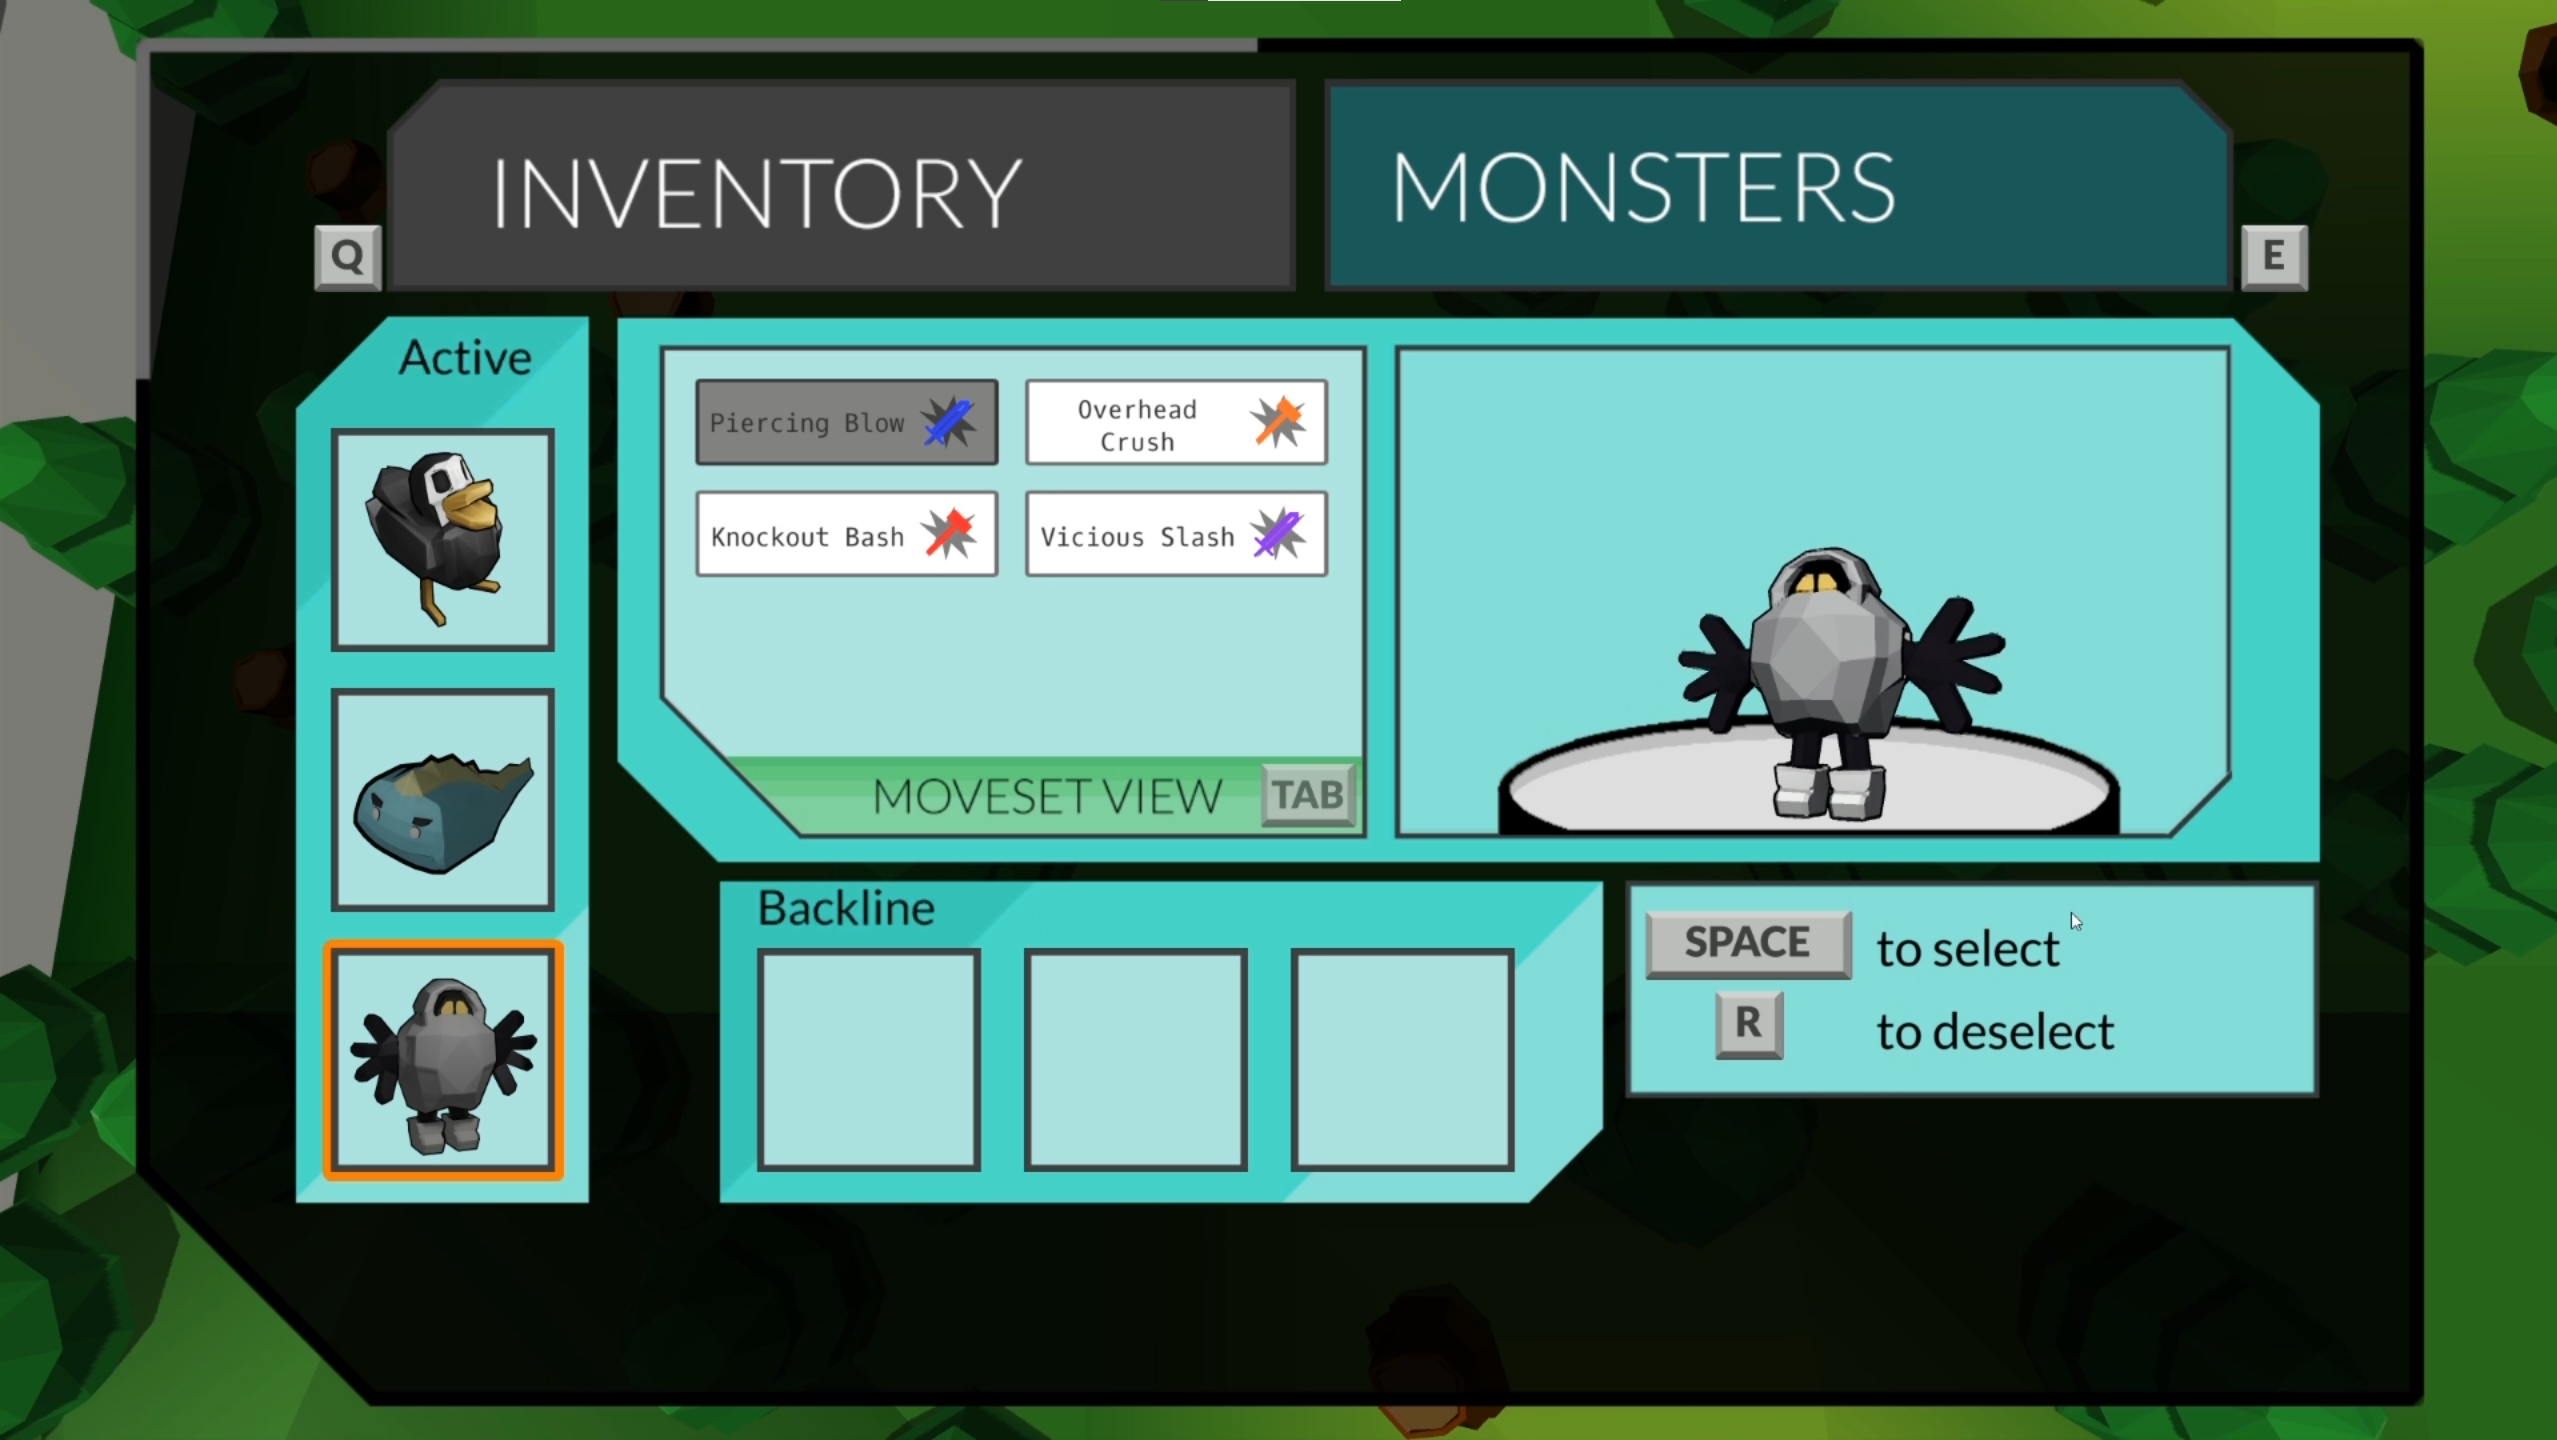 INVENTORY
MONSTERS
Q
E
Active
Piercing Blow
Overhead
Crush
Knockout Bash
Vicious Slash
MOVESET VIEW
TAB
Backline
SPACE
to select
R
to deselect